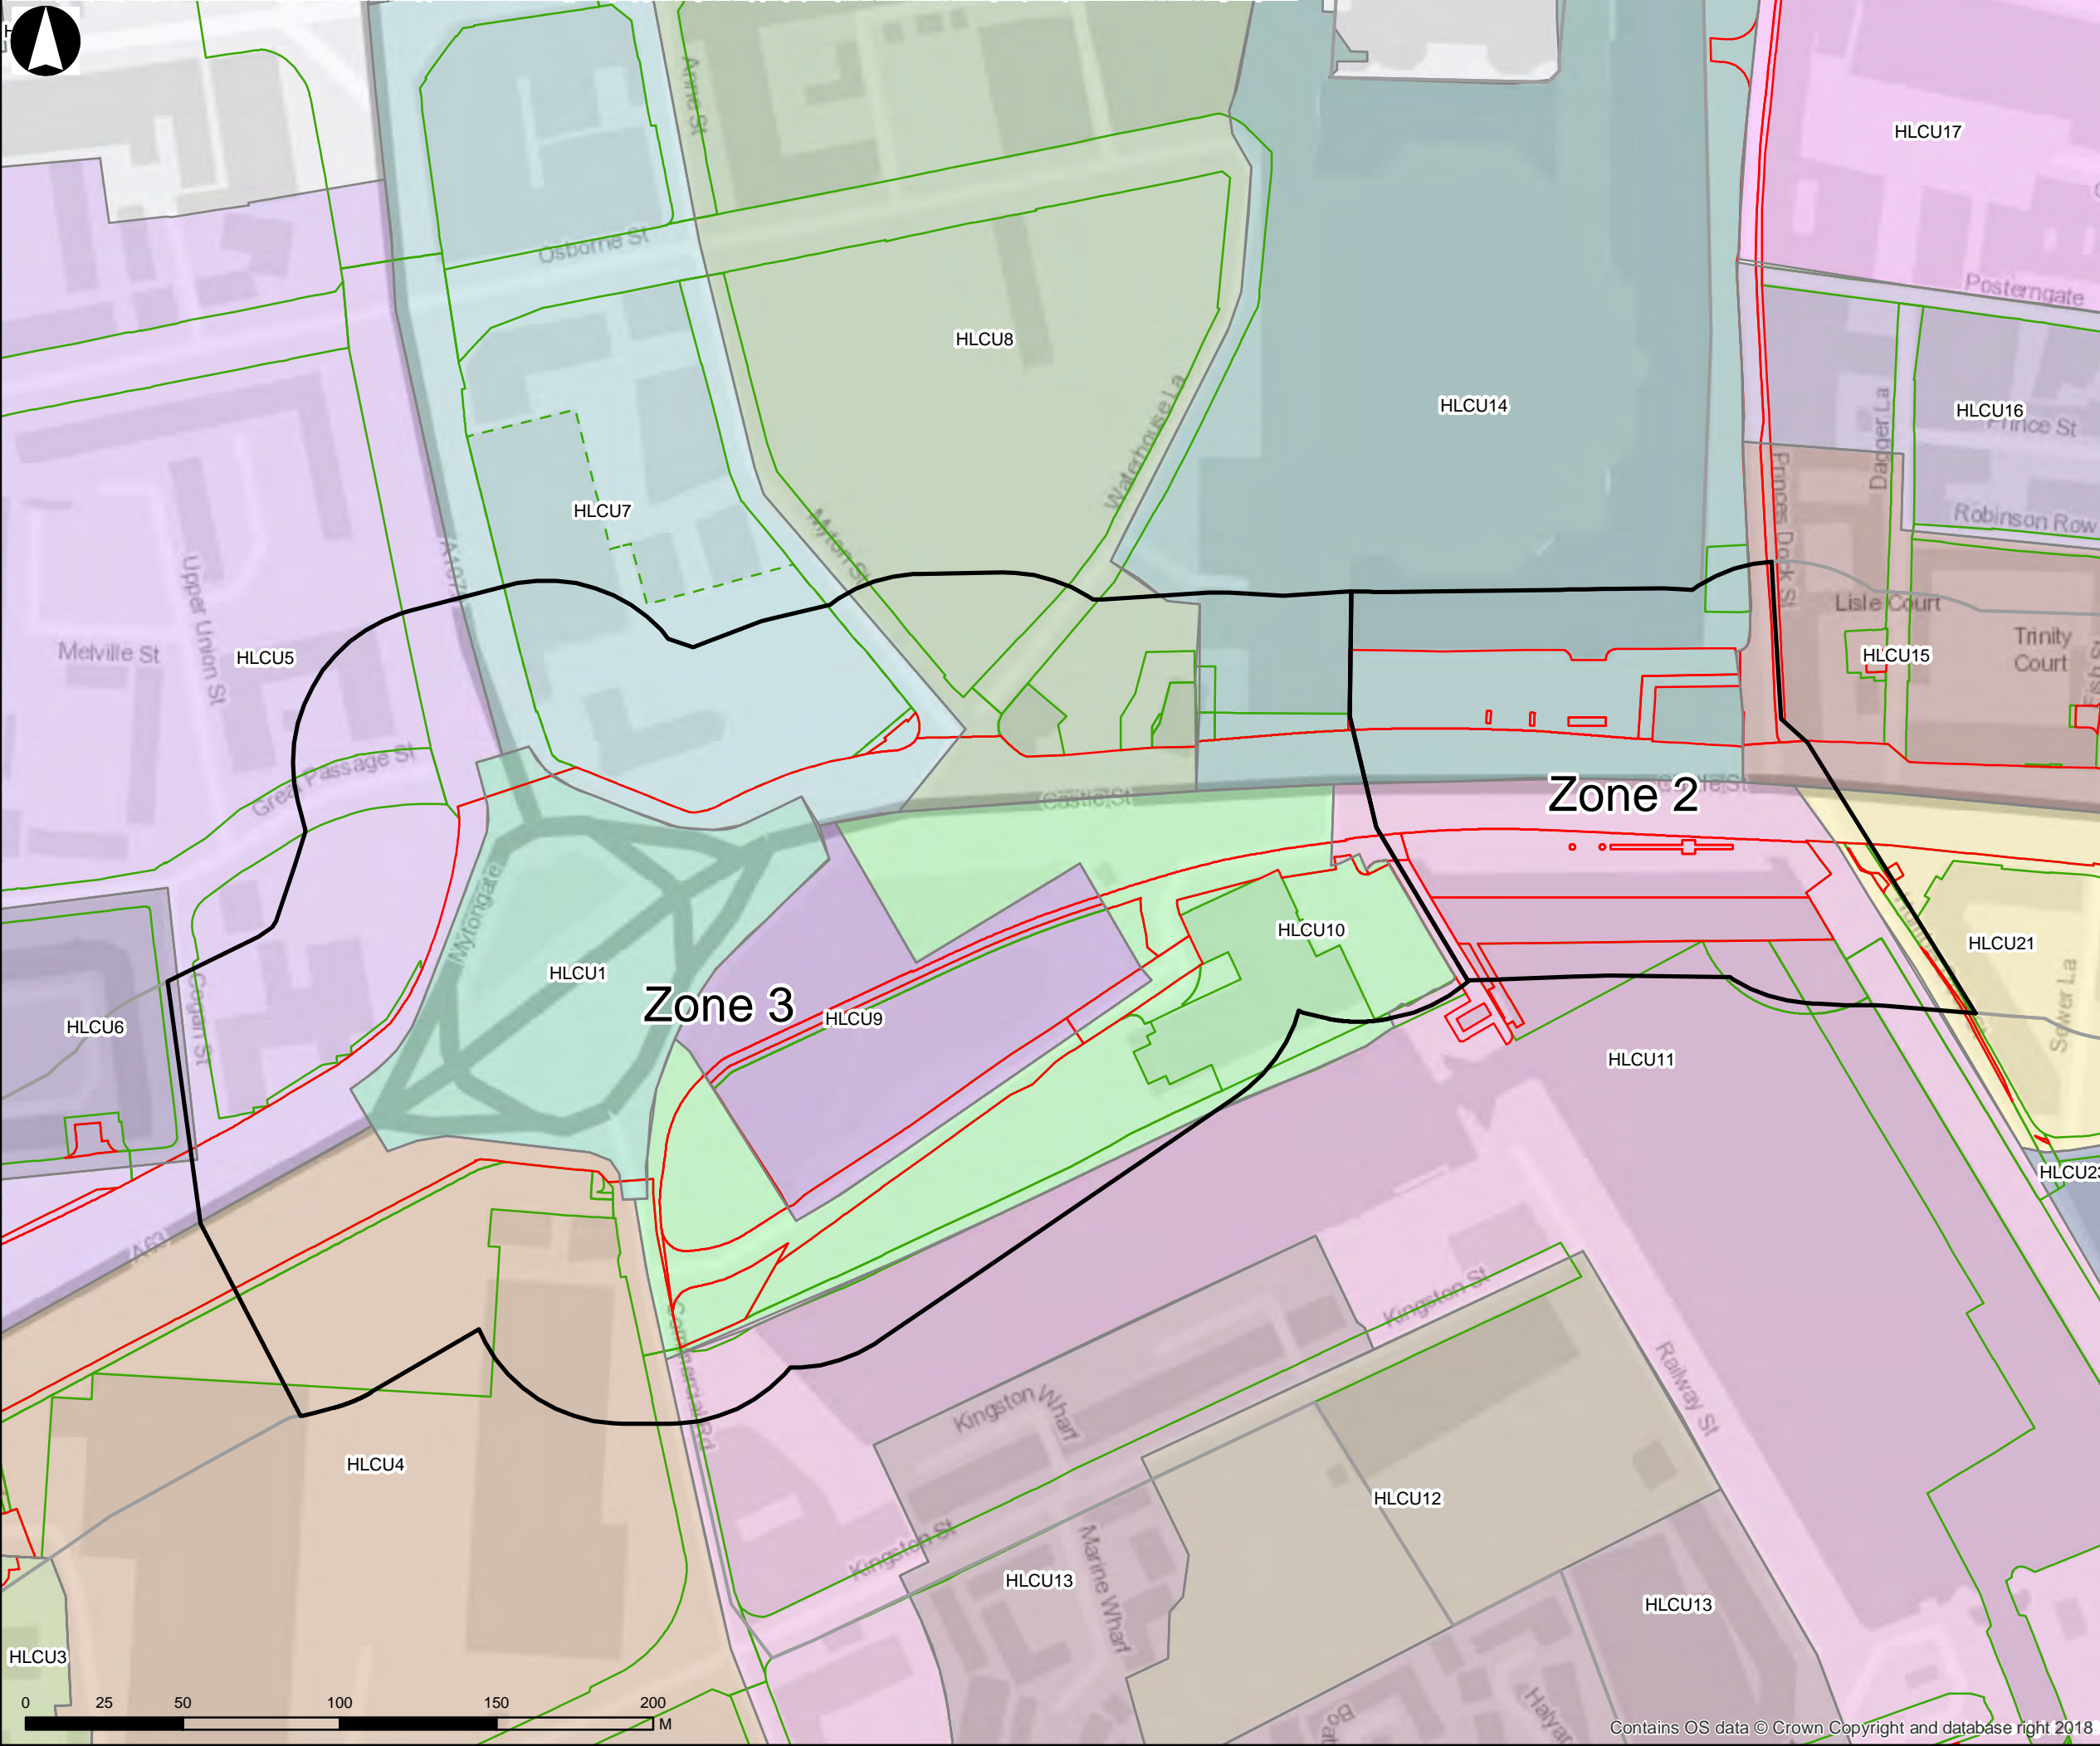 Anne St
HLCU17
Osborne St
Posterngate
HLCU8
Waterhouse La
HLCU14
Dagger La
HLCU16
Prince St
Robinson Row
HLCU7
Myton St
Princes Dock St
Lisle Court
Trinity
Court
HLCU15
Upper Union St
Melville St
HLCU5
Great Passage St
Castle St
Zone 2
Mytongate
HLCU10
HLCU21
HLCU1
Zone 3
HLCU9
Cogan St
HLCU6
Sewer La
HLCU11
A63
Commercial Rd
Kingston St
Railway St
Kingston Wharf
HLCU4
HLCU12
Kingston St
Marine Wharf
HLCU13
HLCU13
HLCU3
0 25 50 100 150 200
M
Contains OS data © Crown Copyright and database right 2018